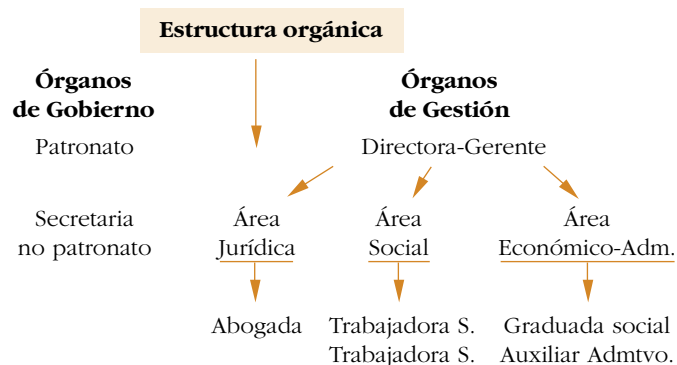 Estructura orgánica
Órganos
de Gobierno
Patronato
Órganos
de Gestión
Directora-Gerente
Secretaria
no patronato
Área
Jurídica
Área
Social
Área
Económico-Adm.
Abogada
Trabajadora S.
Trabajadora S.
Graduada social
Auxiliar Admtvo.